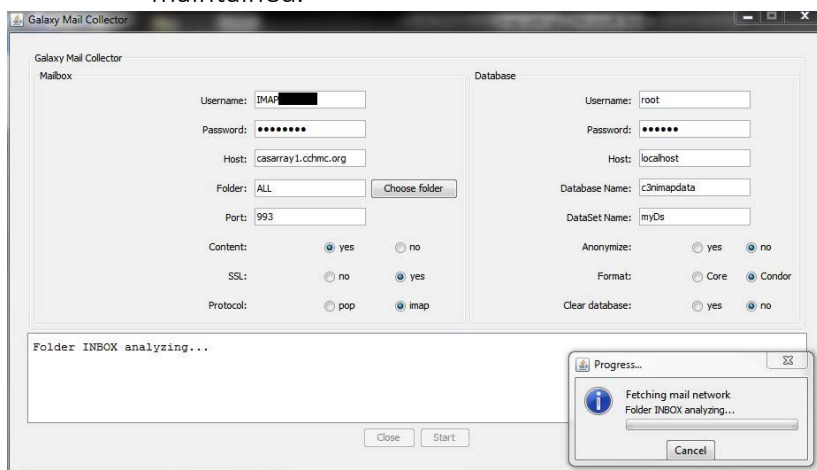 maintained.
Galaxy Mail Collector
Galaxy Mail Collector
Mailbox
Username: IMAP
Password: ••••••••
Host: casarray1.cchmc.org
Folder: ALL Choose folder
Port: 993
Content: yes no
SSL: no yes
Protocol: pop imap
Database
Username: root
Password: ••••••
Host: localhost
Database Name: c3nimapdata
DataSet Name: myDs
Anonymize: yes no
Format: Core Condor
Clear database: yes no
Folder INBOX analyzing...
Close Start
Progress...
Fetching mail network
Folder INBOX analyzing...
Cancel